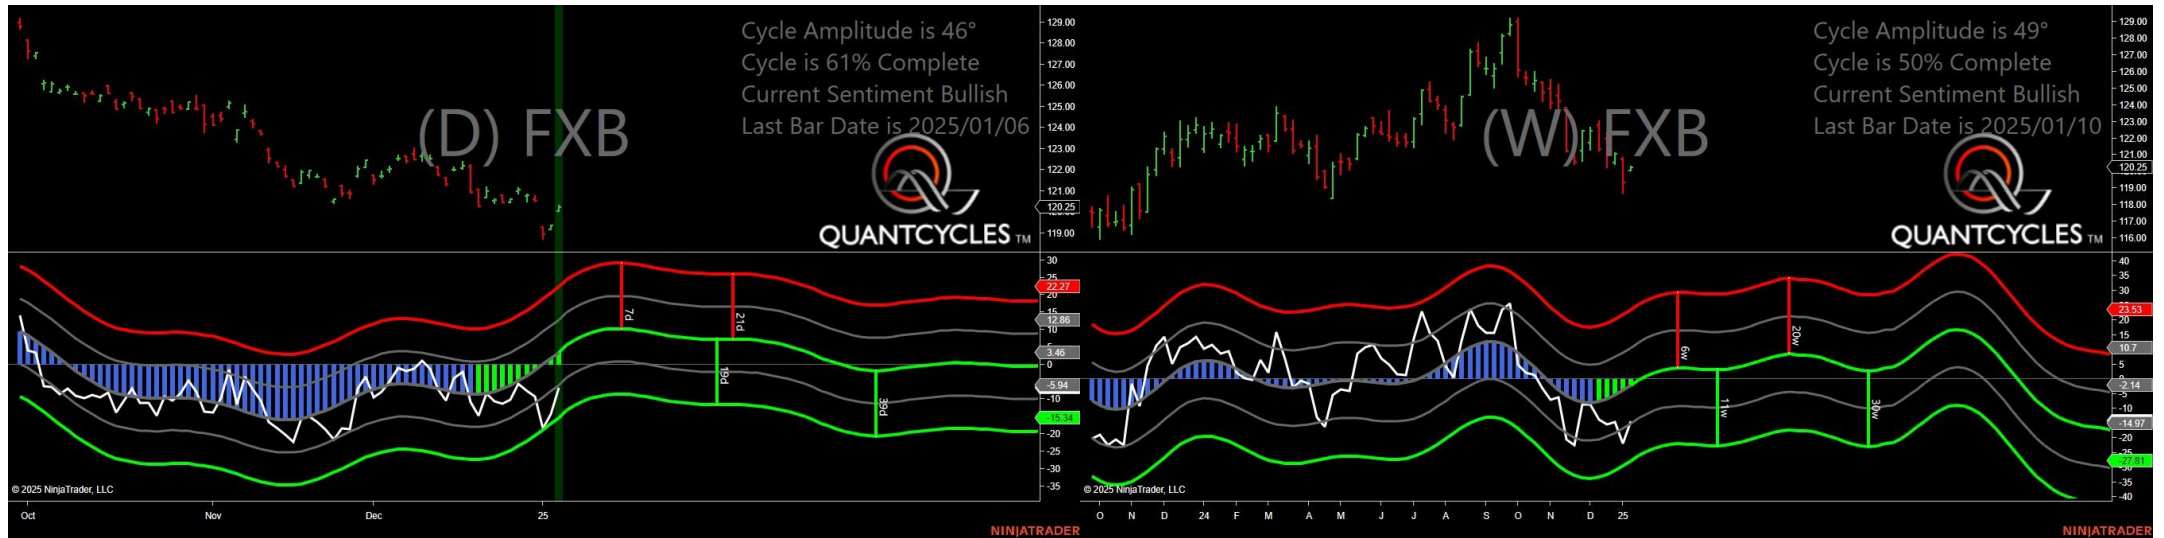 Cycle Amplitude is 46°
Cycle is 61% Complete
Current Sentiment Bullish
Last Bar Date is 2025/01/06
(D) FXB
QUANTCYCLES TM
129.00
128.00
127.00
126.00
125.00
124.00
123.00
122.00
121.00
120.25
119.00
30
25
22.27
20
15
12.86
10
5
3.46
0
-5.94
-10
-15.34
-20
-25
-30
-35
7d
21d
19d
39d
© 2025 NinjaTrader, LLC
Oct
Nov
Dec
25
NINJATRADER
Cycle Amplitude is 49°
Cycle is 50% Complete
Current Sentiment Bullish
Last Bar Date is 2025/01/10
(W) FXB
QUANTCYCLES TM
129.00
128.00
127.00
126.00
125.00
124.00
123.00
122.00
121.00
120.25
119.00
118.00
117.00
116.00
40
35
30
23.53
20
15
10.7
5
0
-2.14
-5
-10
-14.97
-20
-25
-27.81
-35
-40
6w
20w
11w
30w
© 2025 NinjaTrader, LLC
O N D 24 F M A M J J A S O N D 25
NINJATRADER